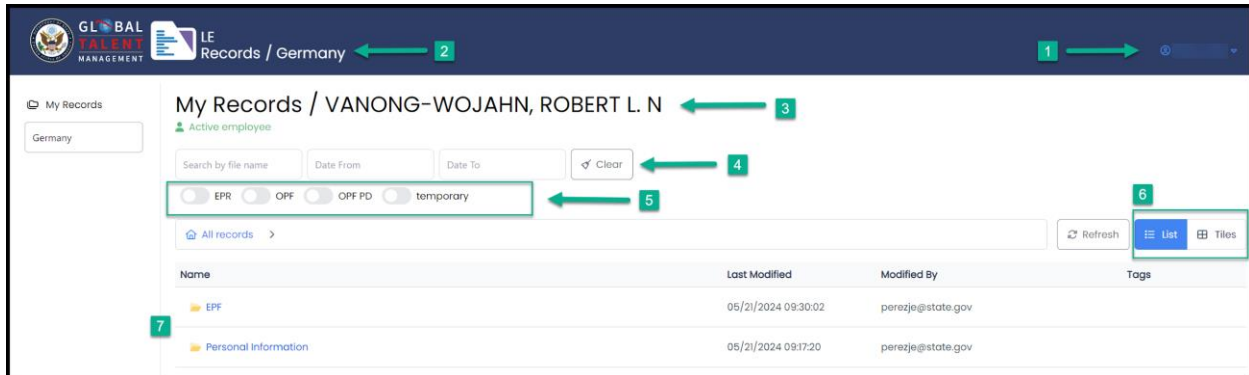 GLOBAL
TALENT
MANAGEMENT
LE
Records / Germany
2
1
My Records
Germany
My Records / VANONG-WOJAHN, ROBERT L. N
3
Active employee
Search by file name
Date From
Date To
Clear
4
EPR
OPF
OPF PD
temporary
5
6
All records >
Refresh
List
Tiles
Name
Last Modified
Modified By
Tags
EPF
05/21/2024 09:30:02
perezje@state.gov
7
Personal Information
05/21/2024 09:17:20
perezje@state.gov